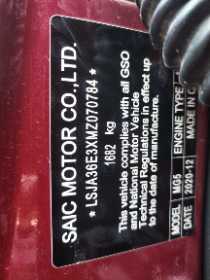 SAIC MOTOR CO.,LTD.
*LSJA36E3XMZ070784*
1682 kg
This vehicle complies with all GSO
and National Motor Vehicle
Technical Regulations in effect up
to the date of manufacture.
MODEL MG5 ENGINE TYPE
DATE 2020-12 MADE IN